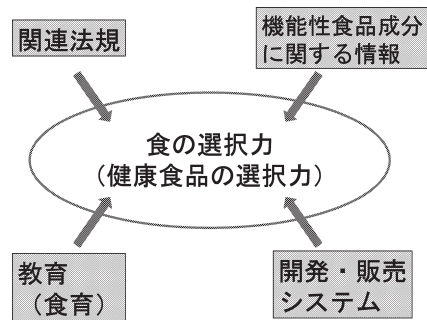 関連法規
機能性食品成分
に関する情報
食の選択力
（健康食品の選択力）
教育
（食育）
開発・販売
システム